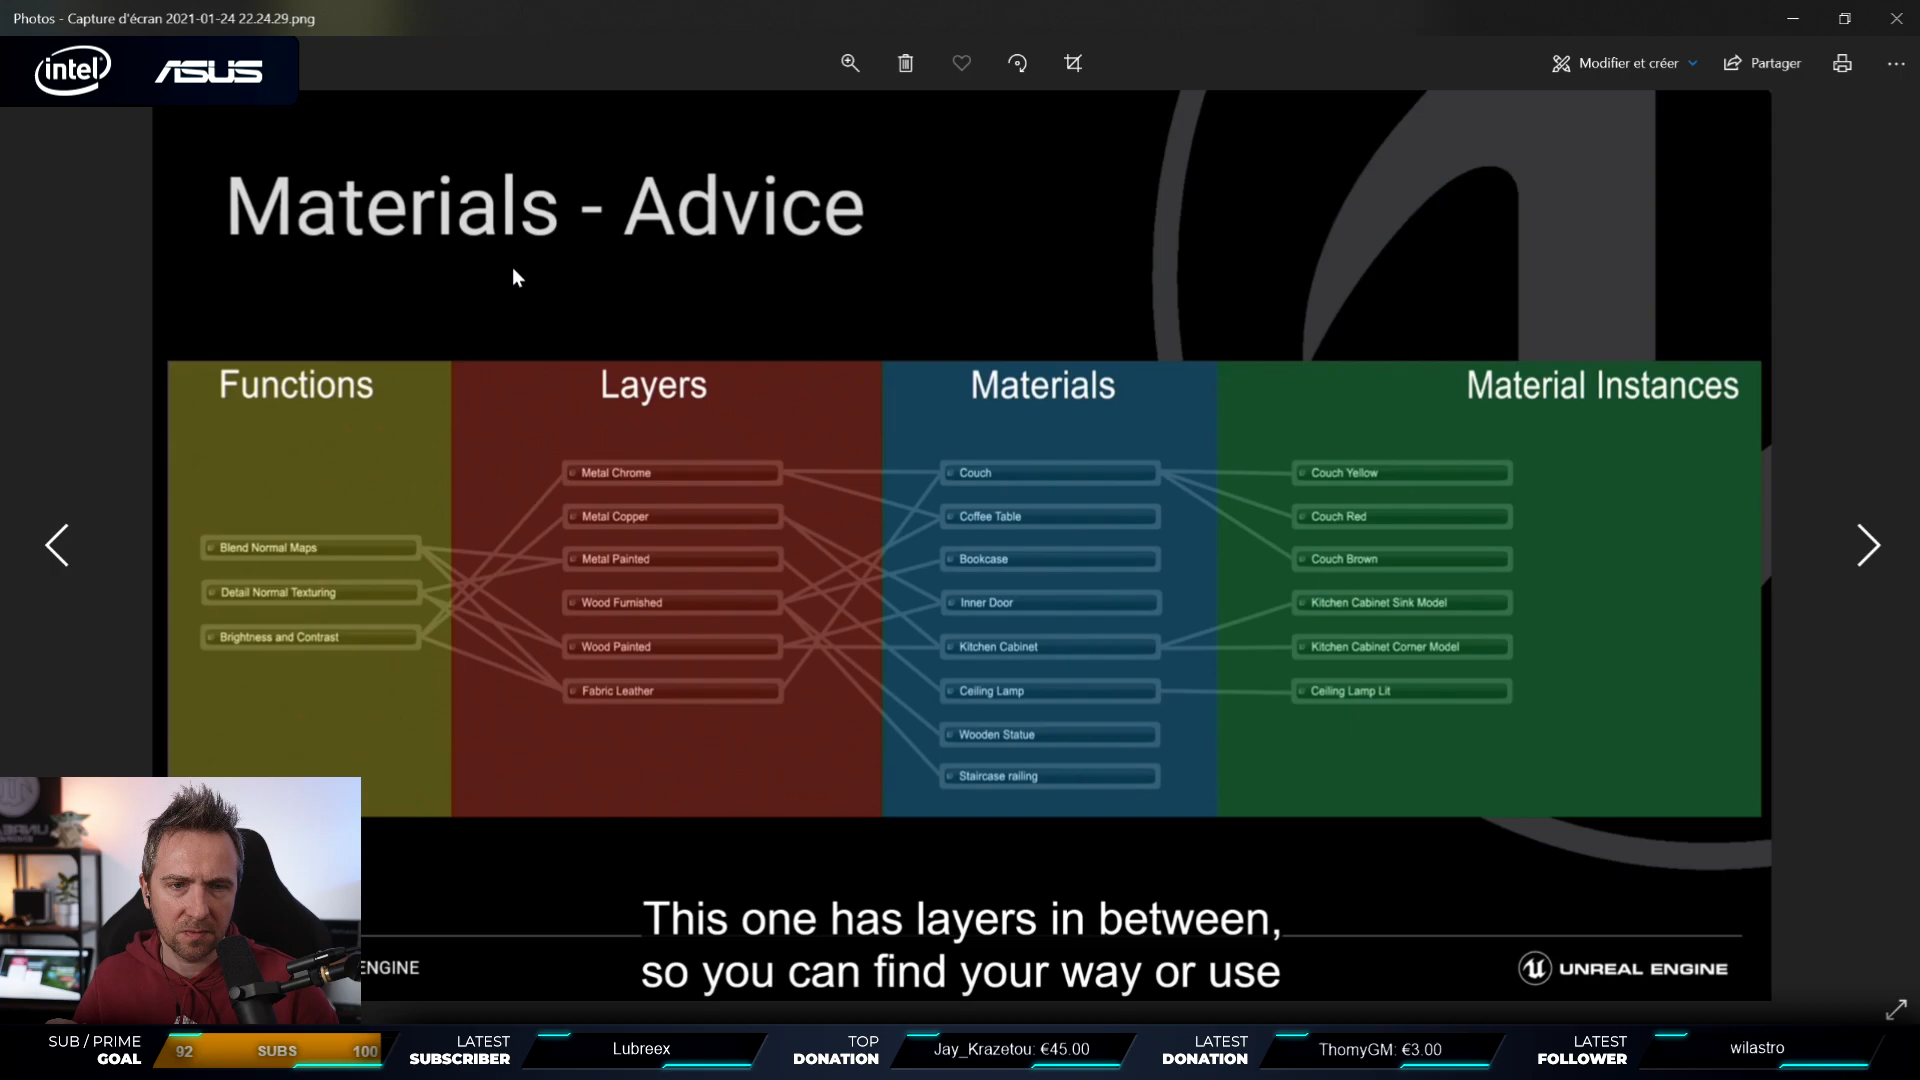 Photos - Capture d'écran 2021-01-24 22.24.29.png
intel
ASUS
Modifier et créer
Partager
Materials - Advice
Functions
Layers
Materials
Material Instances
Blend Normal Maps
Detail Normal Texturing
Brightness and Contrast
Metal Chrome
Metal Copper
Metal Painted
Wood Furnished
Wood Painted
Fabric Leather
Couch
Coffee Table
Bookcase
Inner Door
Kitchen Cabinet
Ceiling Lamp
Wooden Statue
Staircase railing
Couch Yellow
Couch Red
Couch Brown
Kitchen Cabinet Sink Model
Kitchen Cabinet Corner Model
Ceiling Lamp Lit
This one has layers in between,
so you can find your way or use
ENGINE
UNREAL ENGINE
SUB / PRIME
GOAL
92 SUBS 100
LATEST
SUBSCRIBER
Lubreex
TOP
DONATION
Jay_Krazetou: €45.00
LATEST
DONATION
ThomyGM: €3.00
LATEST
FOLLOWER
wilastro